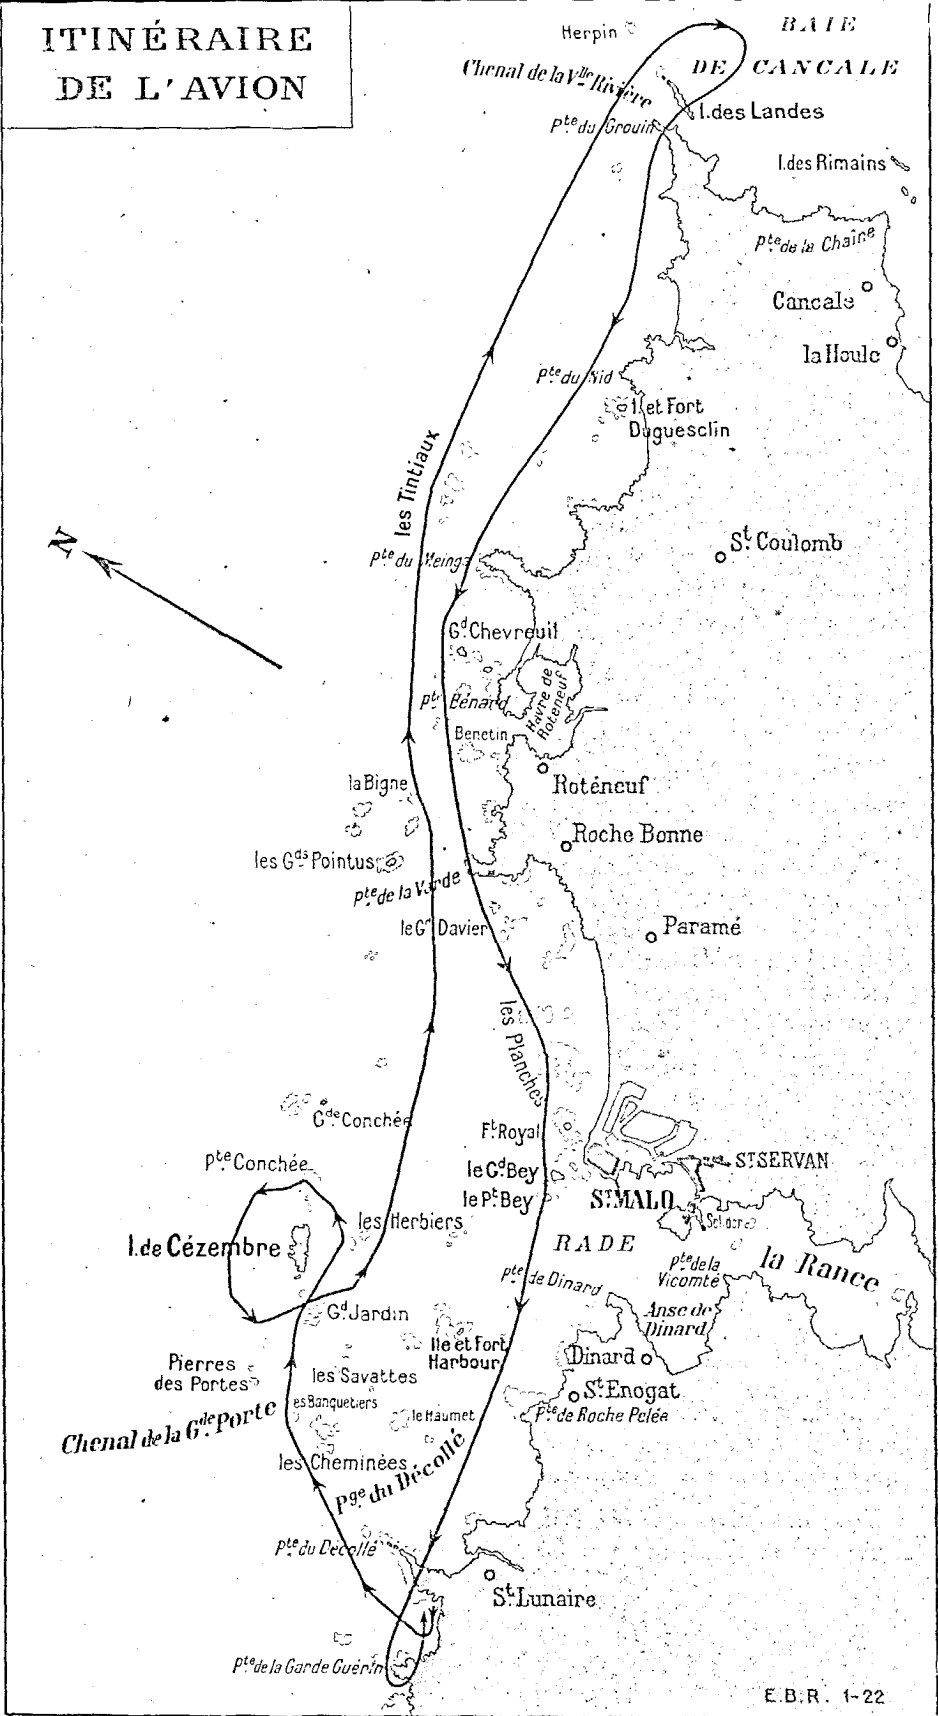 ITINÉRAIRE
DE L'AVION
BAIE
DE CANCALE
Herpin
Chenal de la Vlle Rivière
I. des Landes
Pte du Grouin
I. des Rimains
Pte de la Chaîne
Cancale
la Houle
Pte du Nid
I. et Fort
Duguesclin
les Tintiaux
N
Pte du Meinga
St. Coulomb
Gd Chevreuil
Havre de
Roteneuf
Pte Bénard
Benetin
Roténeuf
la Bigne
Roche Bonne
les Gds Pointus
Pte de la Varde
le Gd Davier
Paramé
les Planches
Gde Conchée
Ft Royal
Pte Conchée
le Gd Bey
St SERVAN
le Pt Bey
St MALO
les Herbiers
I. de Cézembre
RADE
Pte de la
Vicomté
la Rance
Pte de Dinard
Gd Jardin
Anse de
Dinard
Ile et Fort
Harbour
Dinard
Pierres
des Portes
les Savattes
St. Enogat
es Banquetiers
le Haumet
Pte de Roche Pelée
Chenal de la Gde Porte
les Cheminées
Pge du Décollé
Pte du Décollé
St. Lunaire
Pte de la Garde Guérin
E.B.R. 1-22